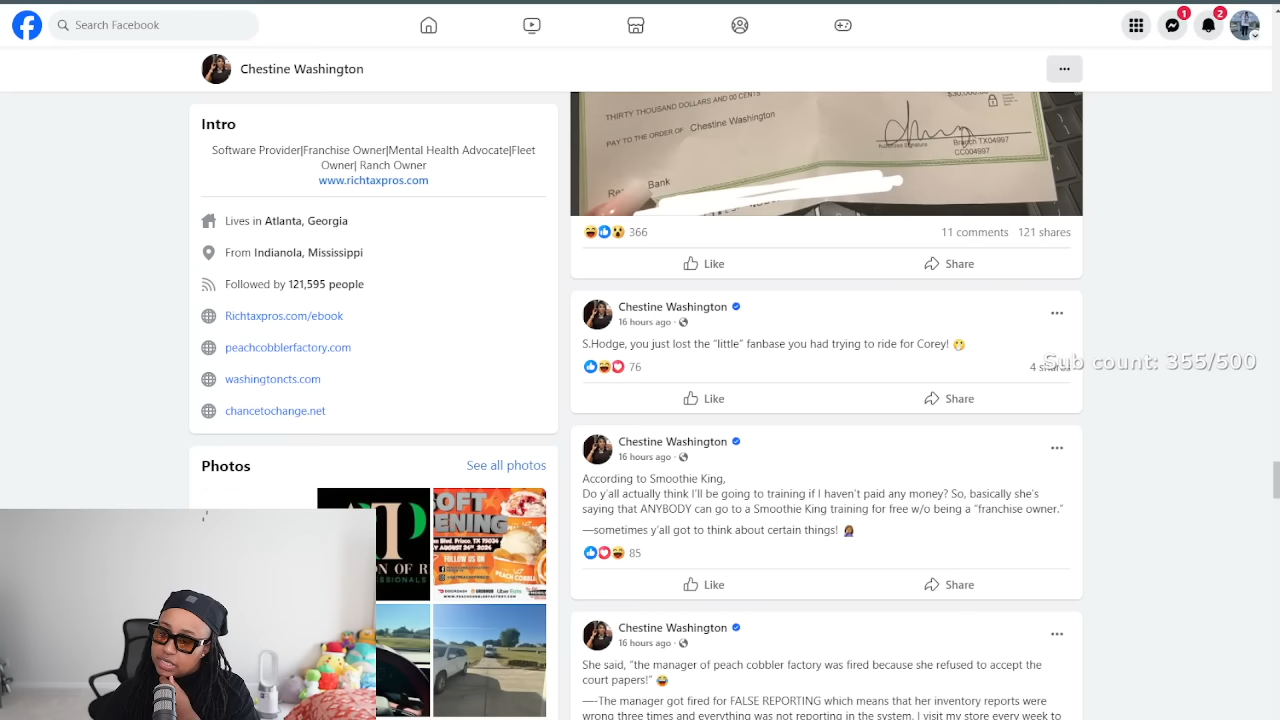 Search Facebook
1
2
Chestine Washington
Intro
Software Provider|Franchise Owner|Mental Health Advocate|Fleet
Owner| Ranch Owner
www.richtaxpros.com
Lives in Atlanta, Georgia
From Indianola, Mississippi
Followed by 121,595 people
Richtaxpros.com/ebook
peachcobblerfactory.com
washingtoncts.com
chancetochange.net
Photos
See all photos
$30,000.00
THIRTY THOUSAND DOLLARS AND 00 CENTS
PAY TO THE ORDER OF Chestine Washington
Branch TX04997
CC004997
Bank
366
11 comments 121 shares
Like
Share
Chestine Washington
16 hours ago ·
S.Hodge, you just lost the "little" fanbase you had trying to ride for Corey! 🤭
76
Sub count: 355/500
Like
Share
Chestine Washington
16 hours ago ·
According to Smoothie King,
Do y'all actually think I'll be going to training if I haven't paid any money? So, basically she's
saying that ANYBODY can go to a Smoothie King training for free w/o being a "franchise owner."
—sometimes y'all got to think about certain things! 🤦🏽‍♀️
85
Like
Share
Chestine Washington
16 hours ago ·
She said, "the manager of peach cobbler factory was fired because she refused to accept the
court papers!" 😂
—-The manager got fired for FALSE REPORTING which means that her inventory reports were
wrong three times and everything was not reporting in the system. I visit my store every week to